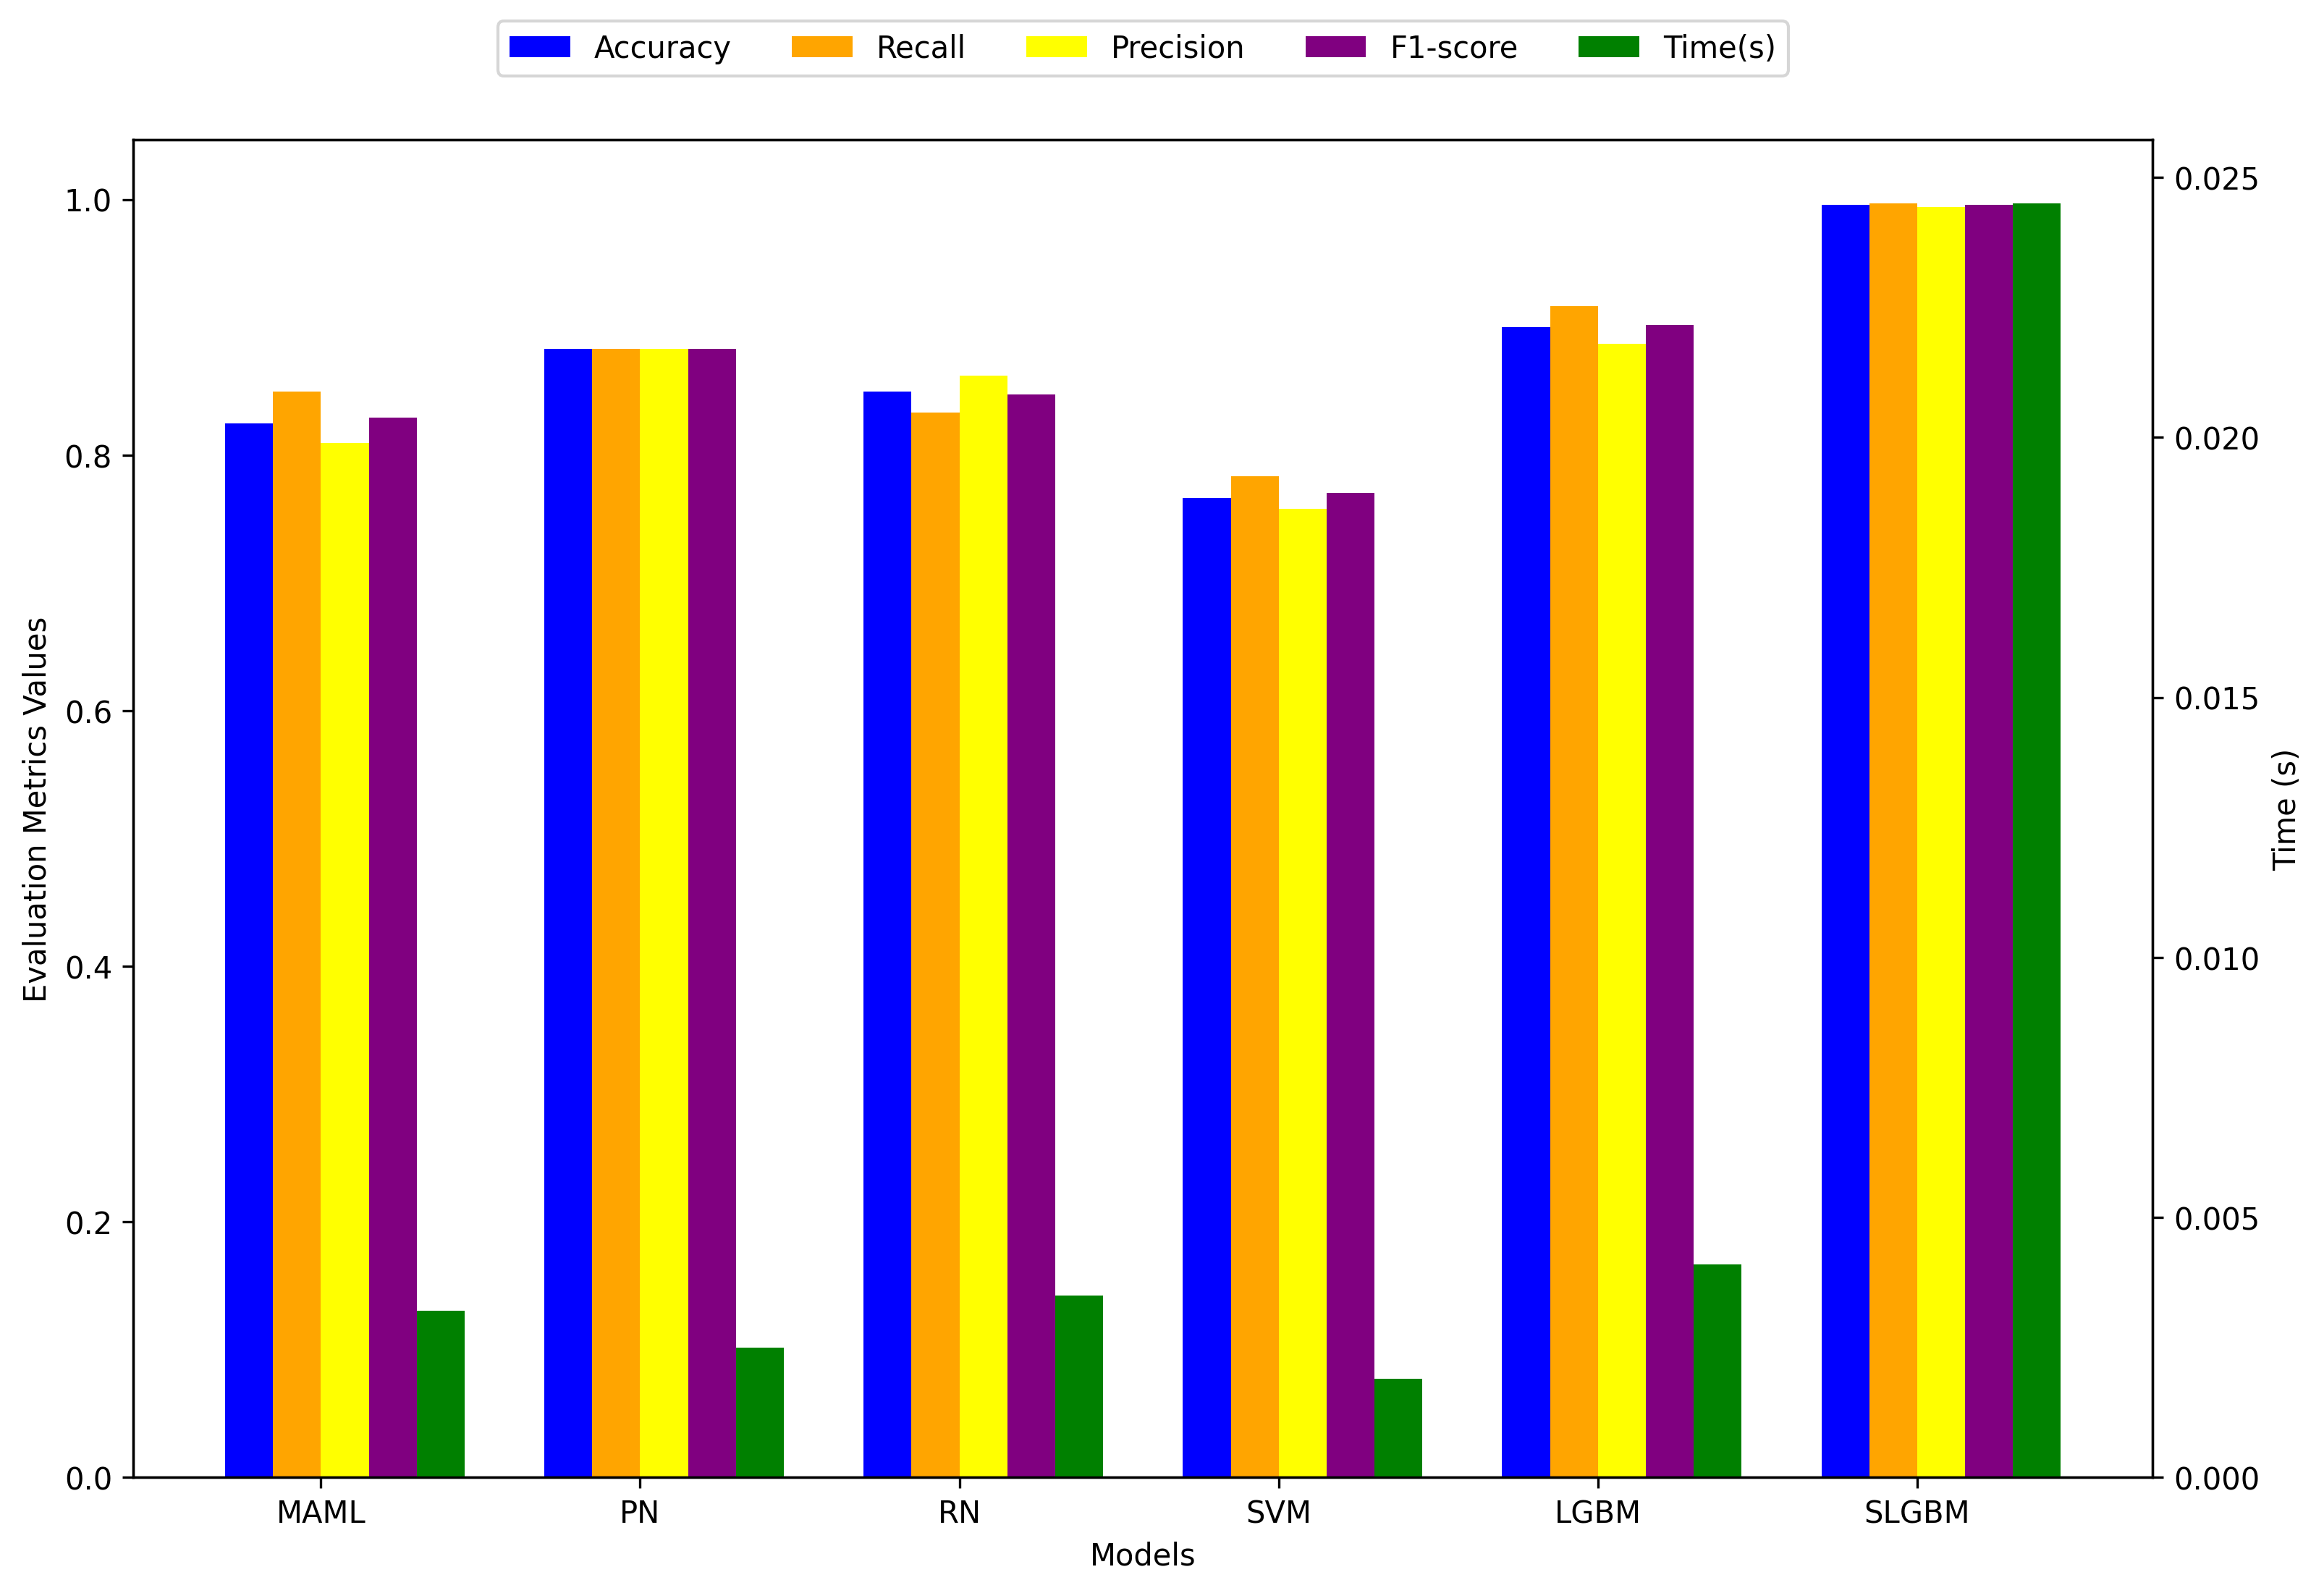 Accuracy Recall Precision F1-score Time(s)
Evaluation Metrics Values
1.0
0.8
0.6
0.4
0.2
0.0
0.025
0.020
0.015
0.010
0.005
0.000
Time (s)
MAML PN RN SVM LGBM SLGBM
Models